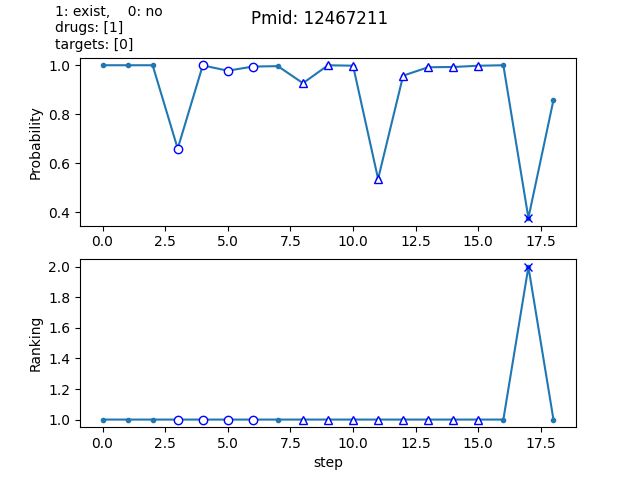 1: exist,    0: no
drugs: [1]
targets: [0]
Pmid: 12467211
Probability
1.0
0.8
0.6
0.4
0.0 2.5 5.0 7.5 10.0 12.5 15.0 17.5
Ranking
2.0
1.8
1.6
1.4
1.2
1.0
0.0 2.5 5.0 7.5 10.0 12.5 15.0 17.5
step